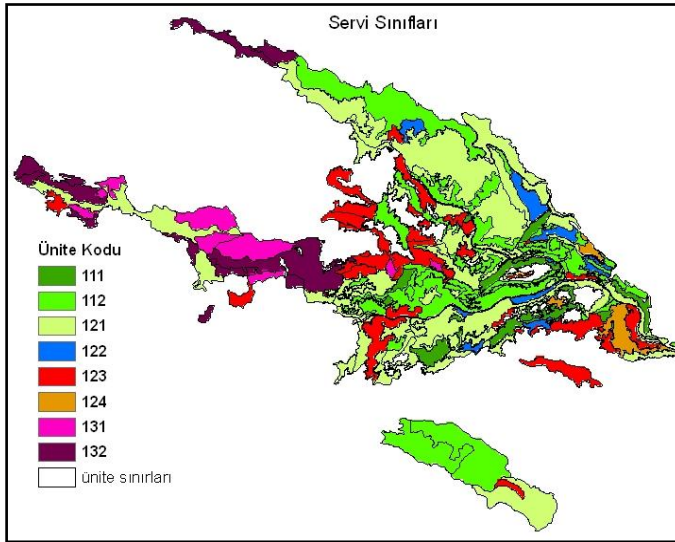 Servi Sınıfları
Ünite Kodu
111
112
121
122
123
124
131
132
ünite sınırları